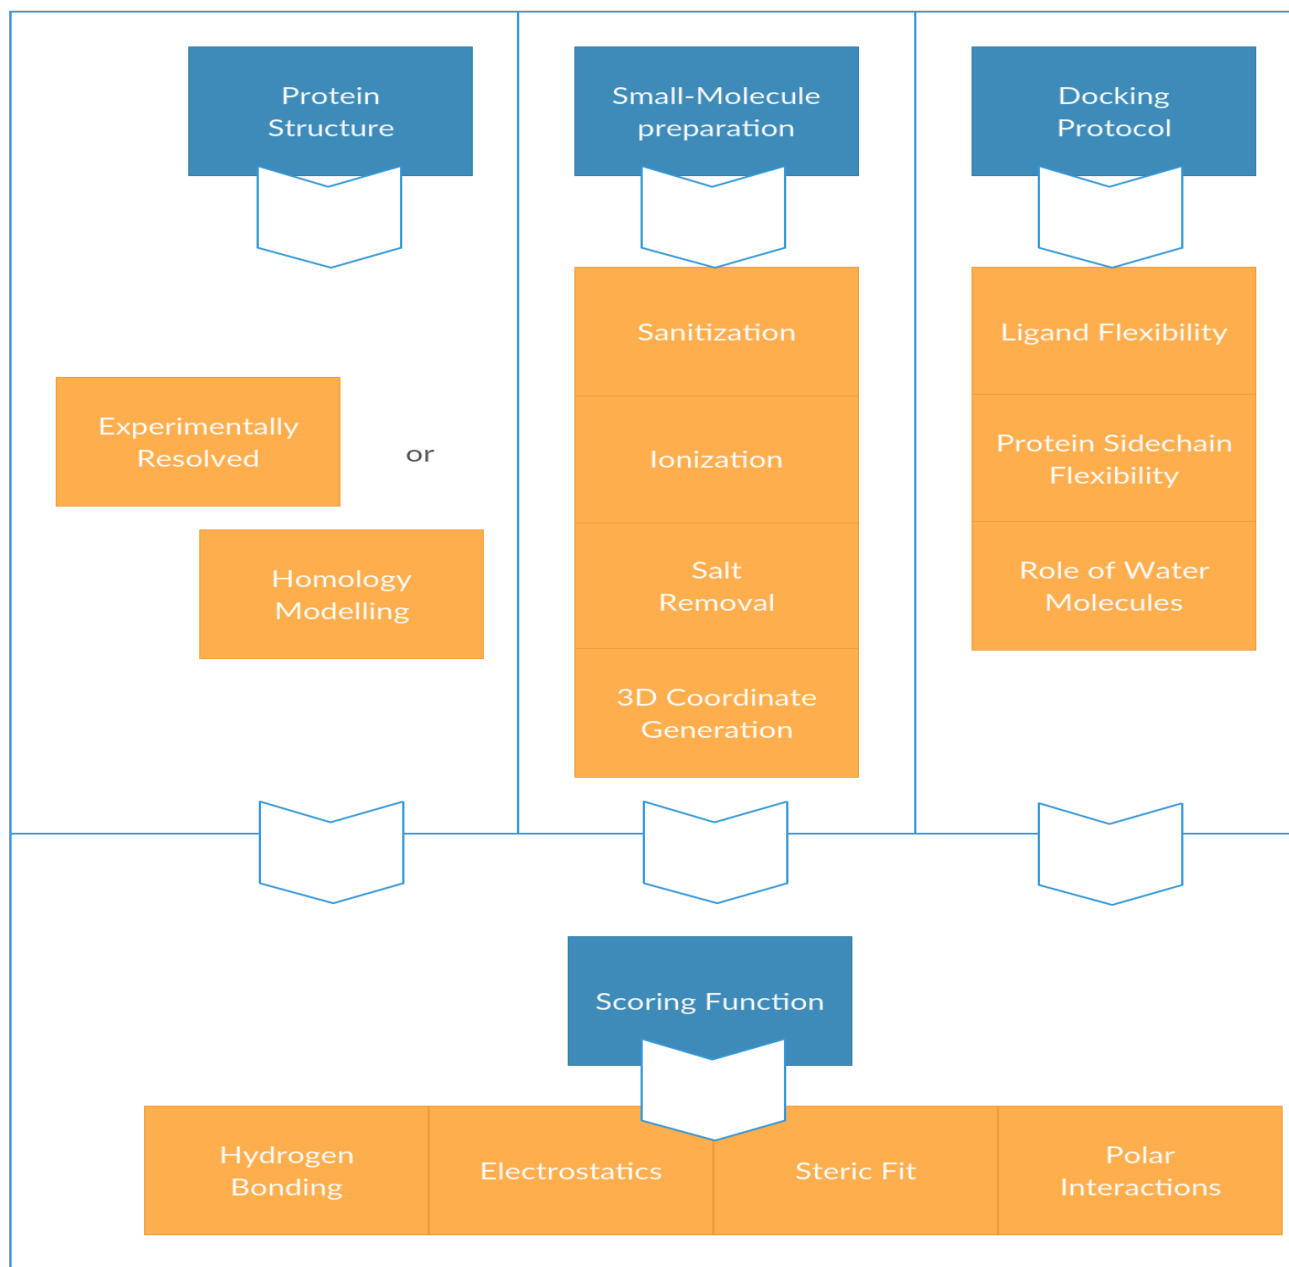 Protein
Structure
Small-Molecule
preparation
Docking
Protocol
Experimentally
Resolved
or
Homology
Modelling
Sanitization
Ionization
Salt
Removal
3D Coordinate
Generation
Ligand Flexibility
Protein Sidechain
Flexibility
Role of Water
Molecules
Scoring Function
Hydrogen
Bonding
Electrostatics
Steric Fit
Polar
Interactions